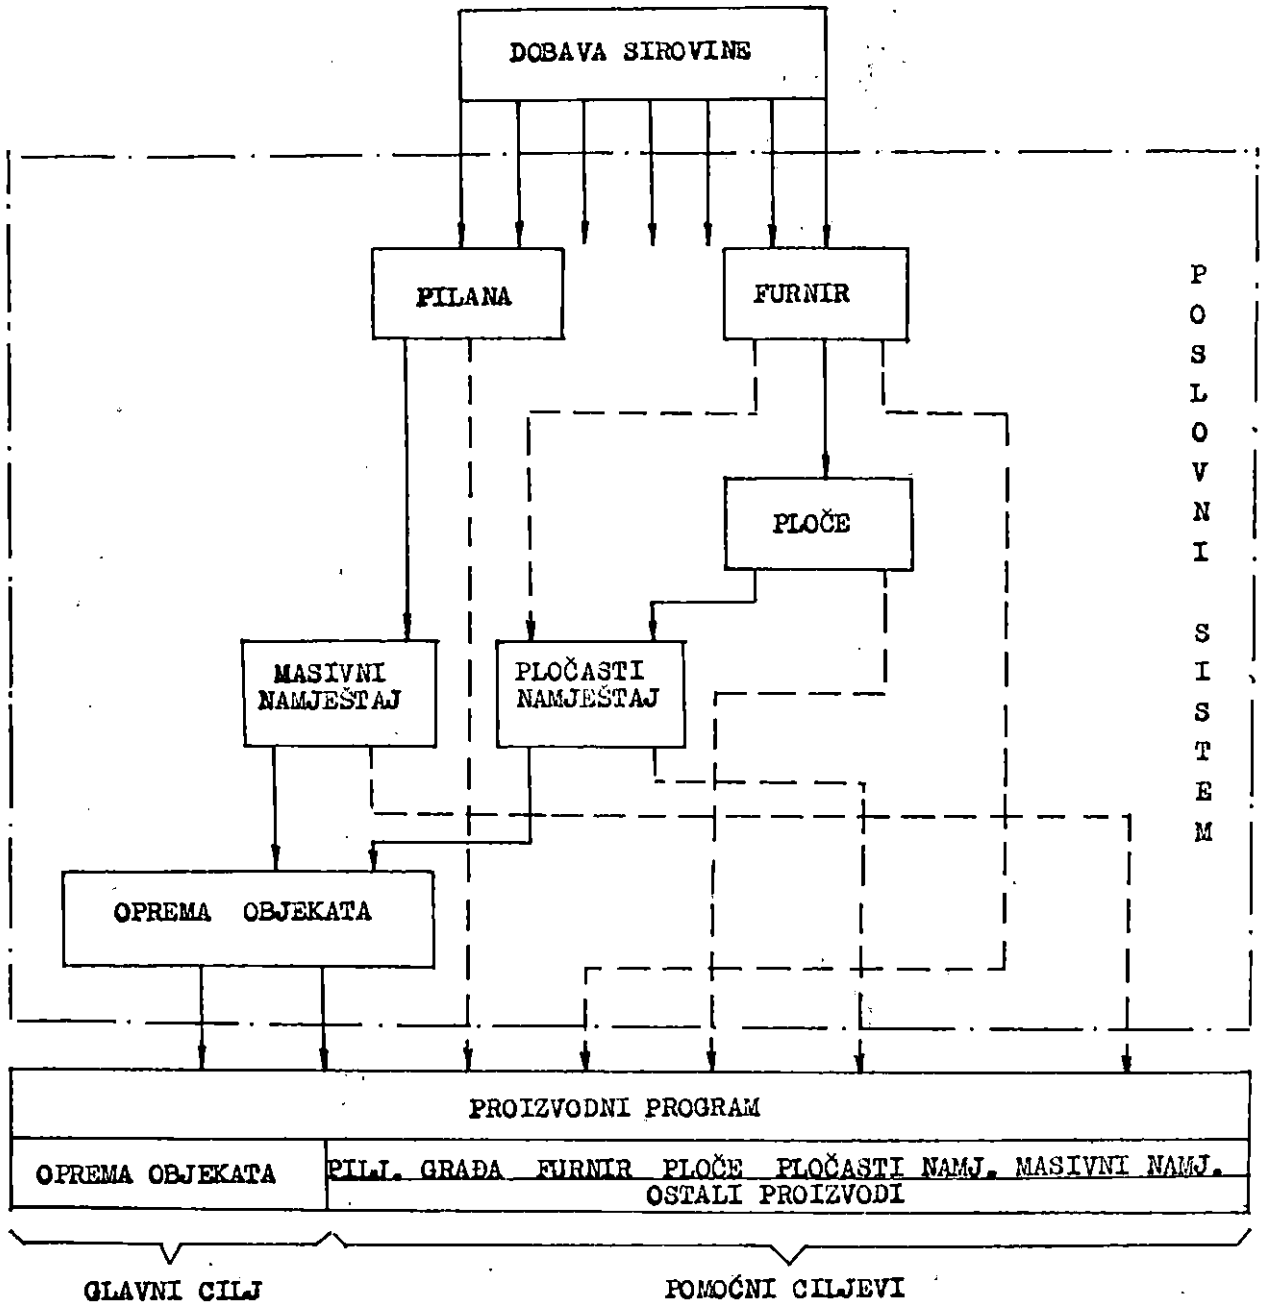 DOBAVA SIROVINE
PILANA
FURNIR
PLOČE
MASIVNI
NAMJEŠTAJ
PLOČASTI
NAMJEŠTAJ
OPREMA OBJEKATA
POSLOVNI SISTEM
PROIZVODNI PROGRAM
OPREMA OBJEKATA
PILJ. GRAĐA FURNIR PLOČE PLOČASTI NAMJ. MASIVNI NAMJ.
OSTALI PROIZVODI
GLAVNI CILJ
POMOĆNI CILJEVI